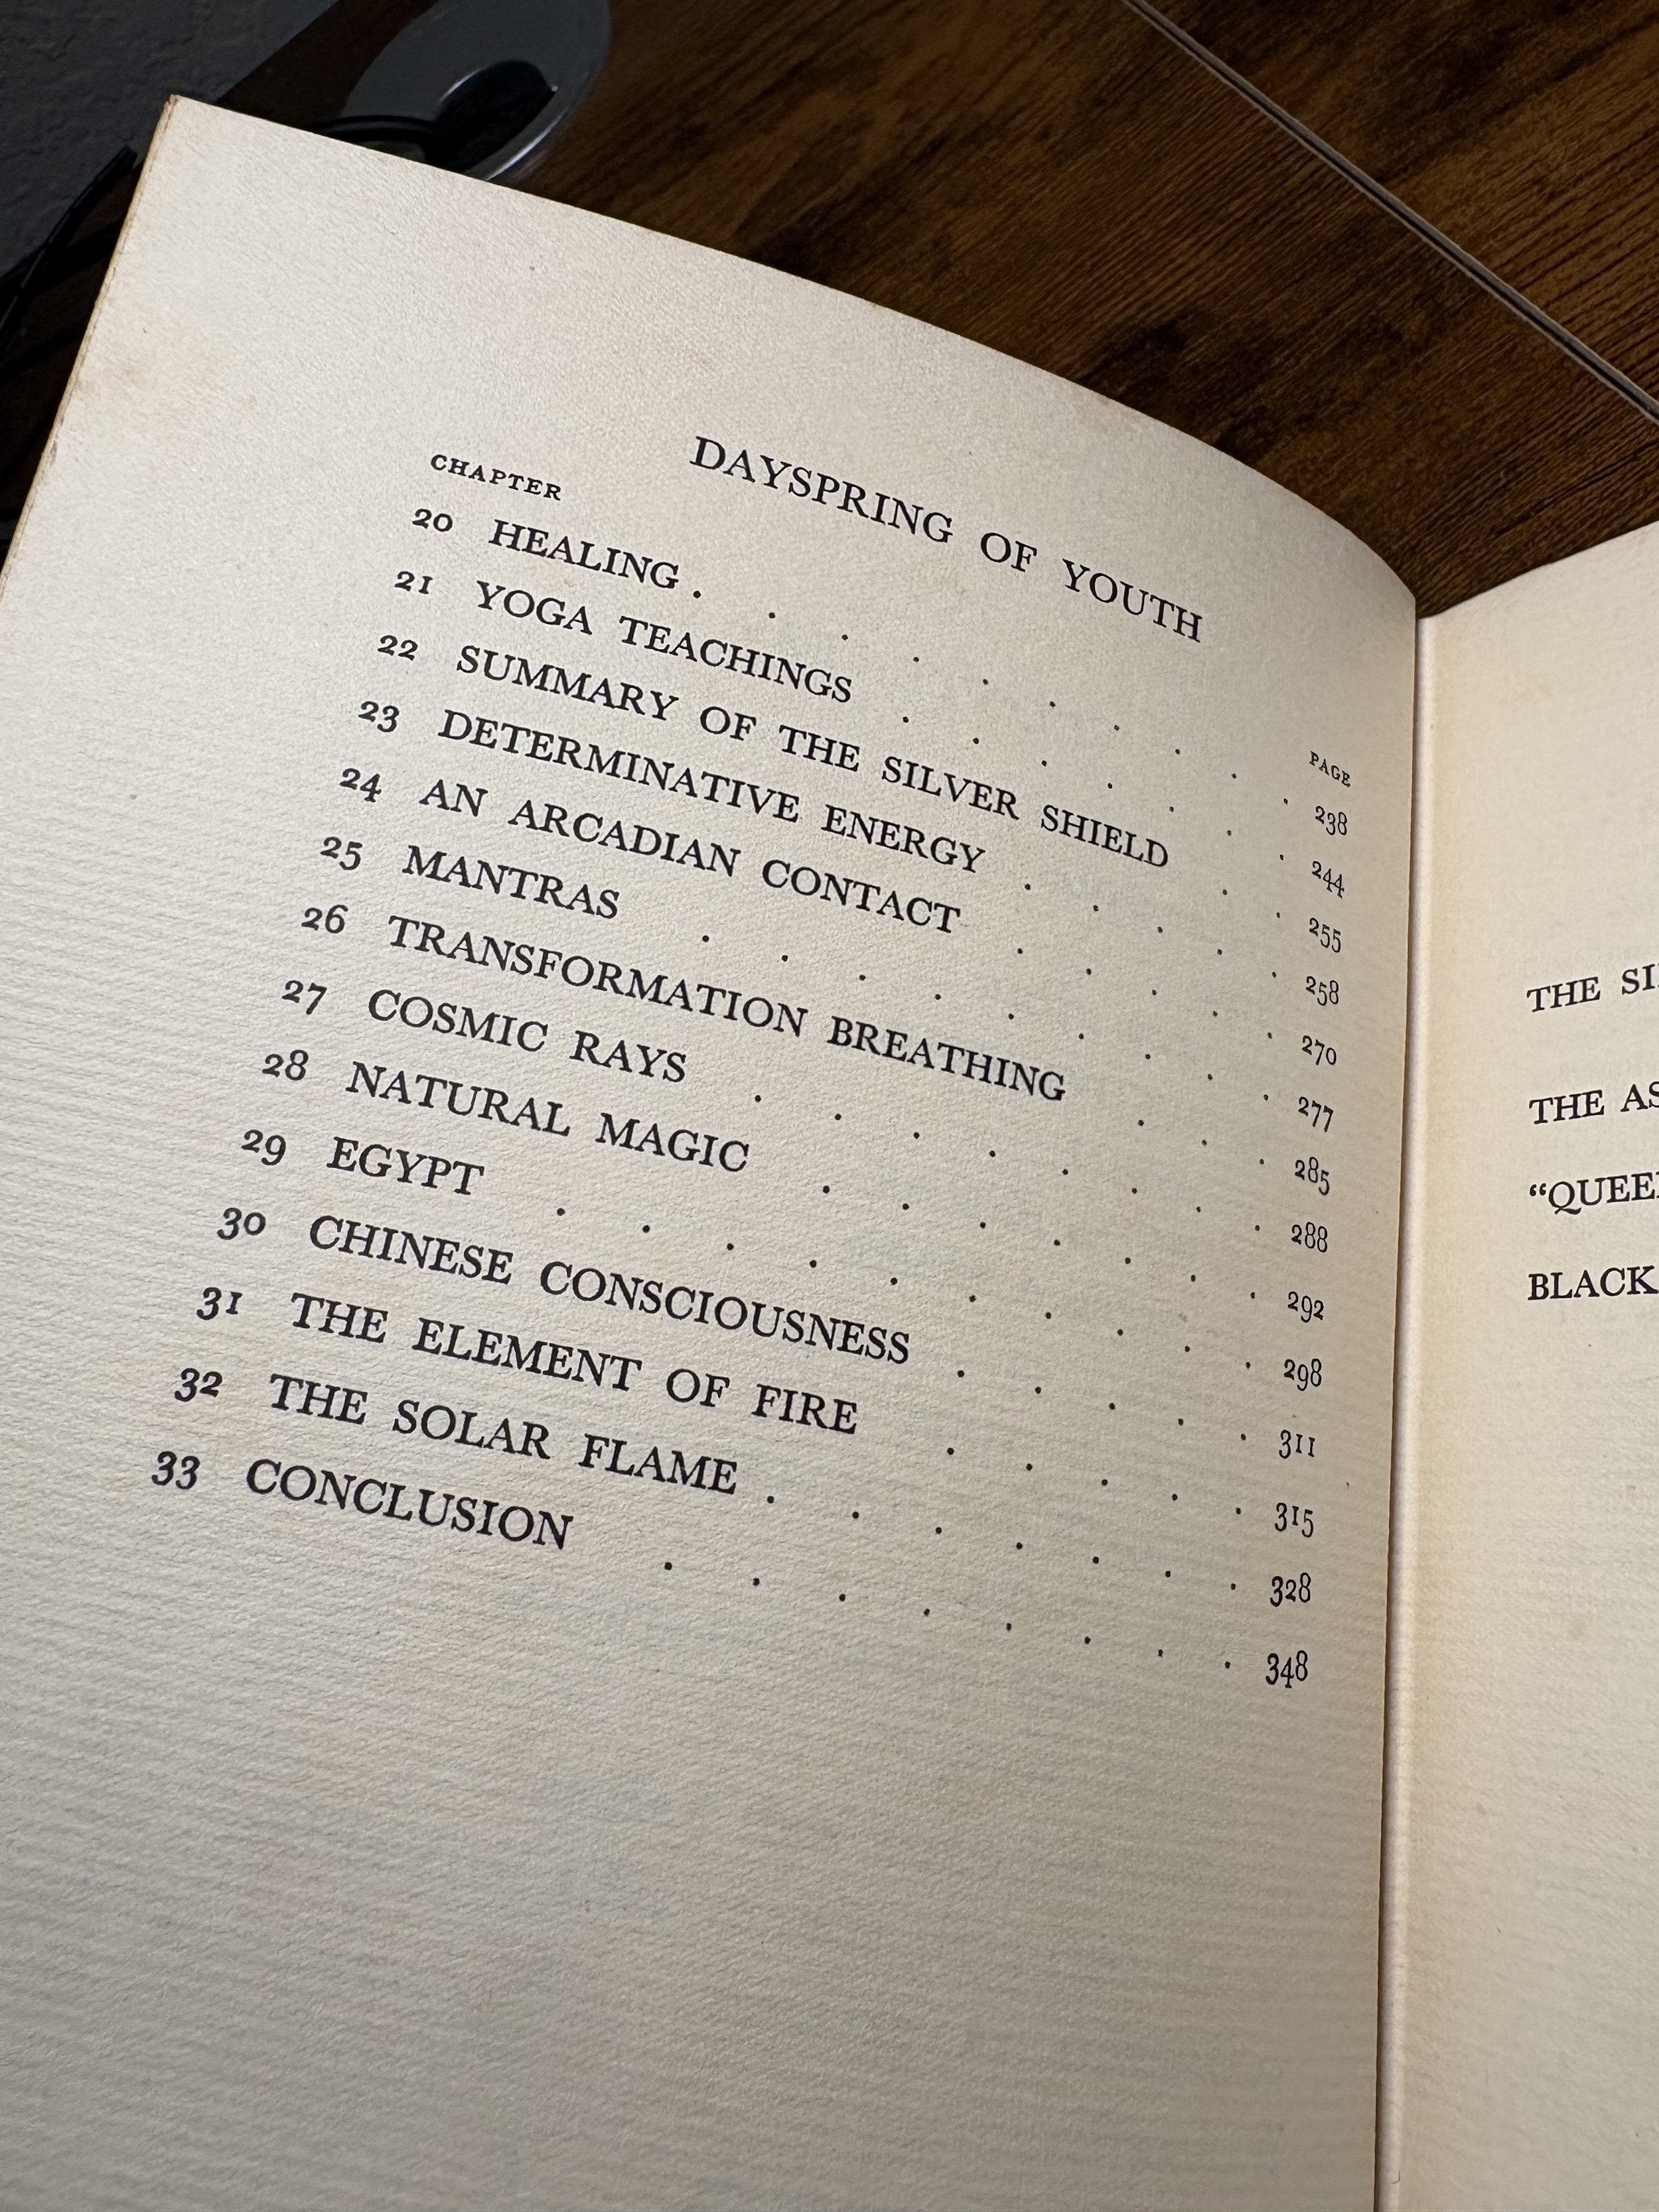 DAYSPRING OF YOUTH
CHAPTER PAGE
20 HEALING . . . . . . . . . . 238
21 YOGA TEACHINGS . . . . . . . 244
22 SUMMARY OF THE SILVER SHIELD . . 255
23 DETERMINATIVE ENERGY . . . . . 258
24 AN ARCADIAN CONTACT . . . . . 270
25 MANTRAS . . . . . . . . . 277
26 TRANSFORMATION BREATHING . . . 285
27 COSMIC RAYS . . . . . . . . 288
28 NATURAL MAGIC . . . . . . . 292
29 EGYPT . . . . . . . . . . 298
30 CHINESE CONSCIOUSNESS . . . . . 311
31 THE ELEMENT OF FIRE . . . . . 315
32 THE SOLAR FLAME . . . . . . . 328
33 CONCLUSION . . . . . . . . 348
THE
THE
“QUEE
BLACK